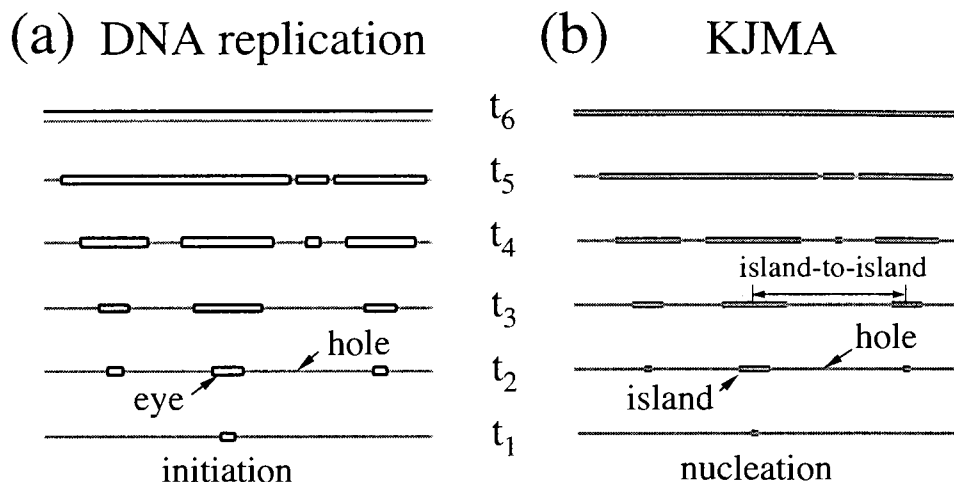 (a) DNA replication
(b) KJMA
t6
t5
t4
island-to-island
t3
hole
hole
t2
eye
island
t1
initiation
nucleation